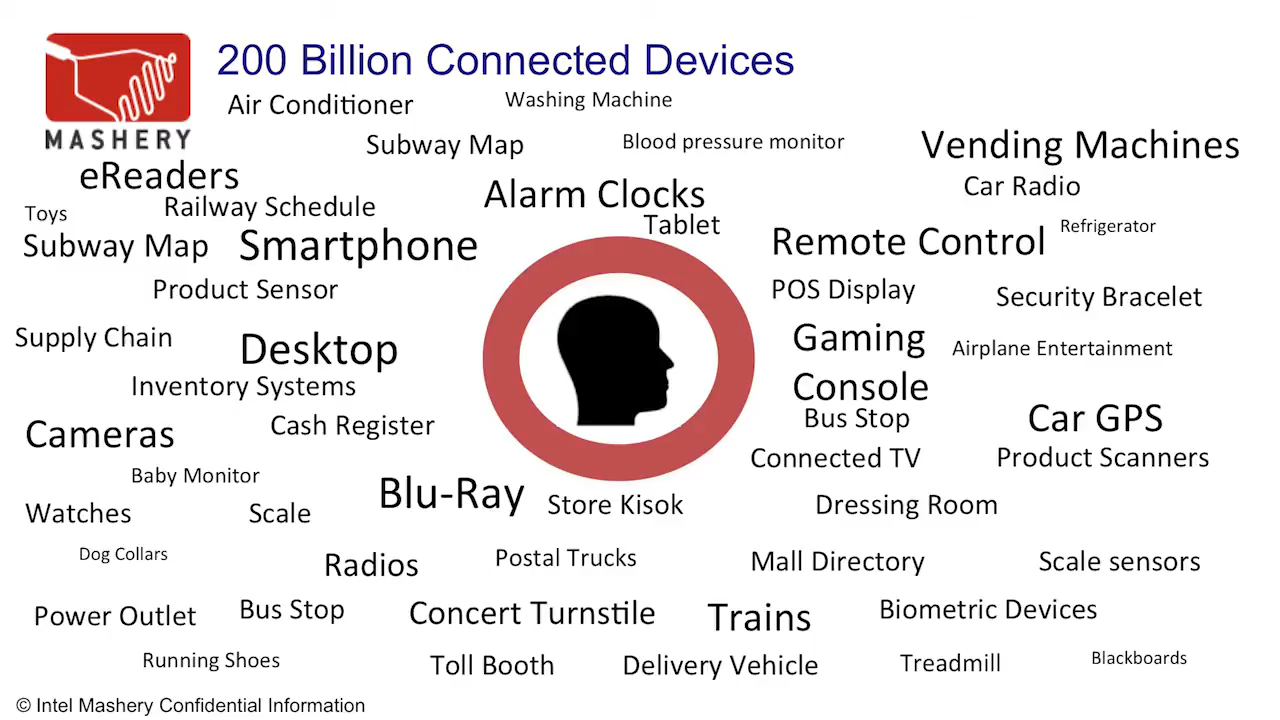 200 Billion Connected Devices
MASHERY
Air Conditioner
Washing Machine
Subway Map
Blood pressure monitor
Vending Machines
eReaders
Alarm Clocks
Car Radio
Toys
Railway Schedule
Tablet
Refrigerator
Subway Map
Smartphone
Remote Control
Product Sensor
POS Display
Security Bracelet
Supply Chain
Desktop
Gaming
Console
Airplane Entertainment
Inventory Systems
Cameras
Cash Register
Bus Stop
Car GPS
Baby Monitor
Connected TV
Product Scanners
Blu-Ray
Store Kisok
Dressing Room
Watches
Scale
Dog Collars
Radios
Postal Trucks
Mall Directory
Scale sensors
Power Outlet
Bus Stop
Concert Turnstile
Trains
Biometric Devices
Running Shoes
Toll Booth
Delivery Vehicle
Treadmill
Blackboards
© Intel Mashery Confidential Information